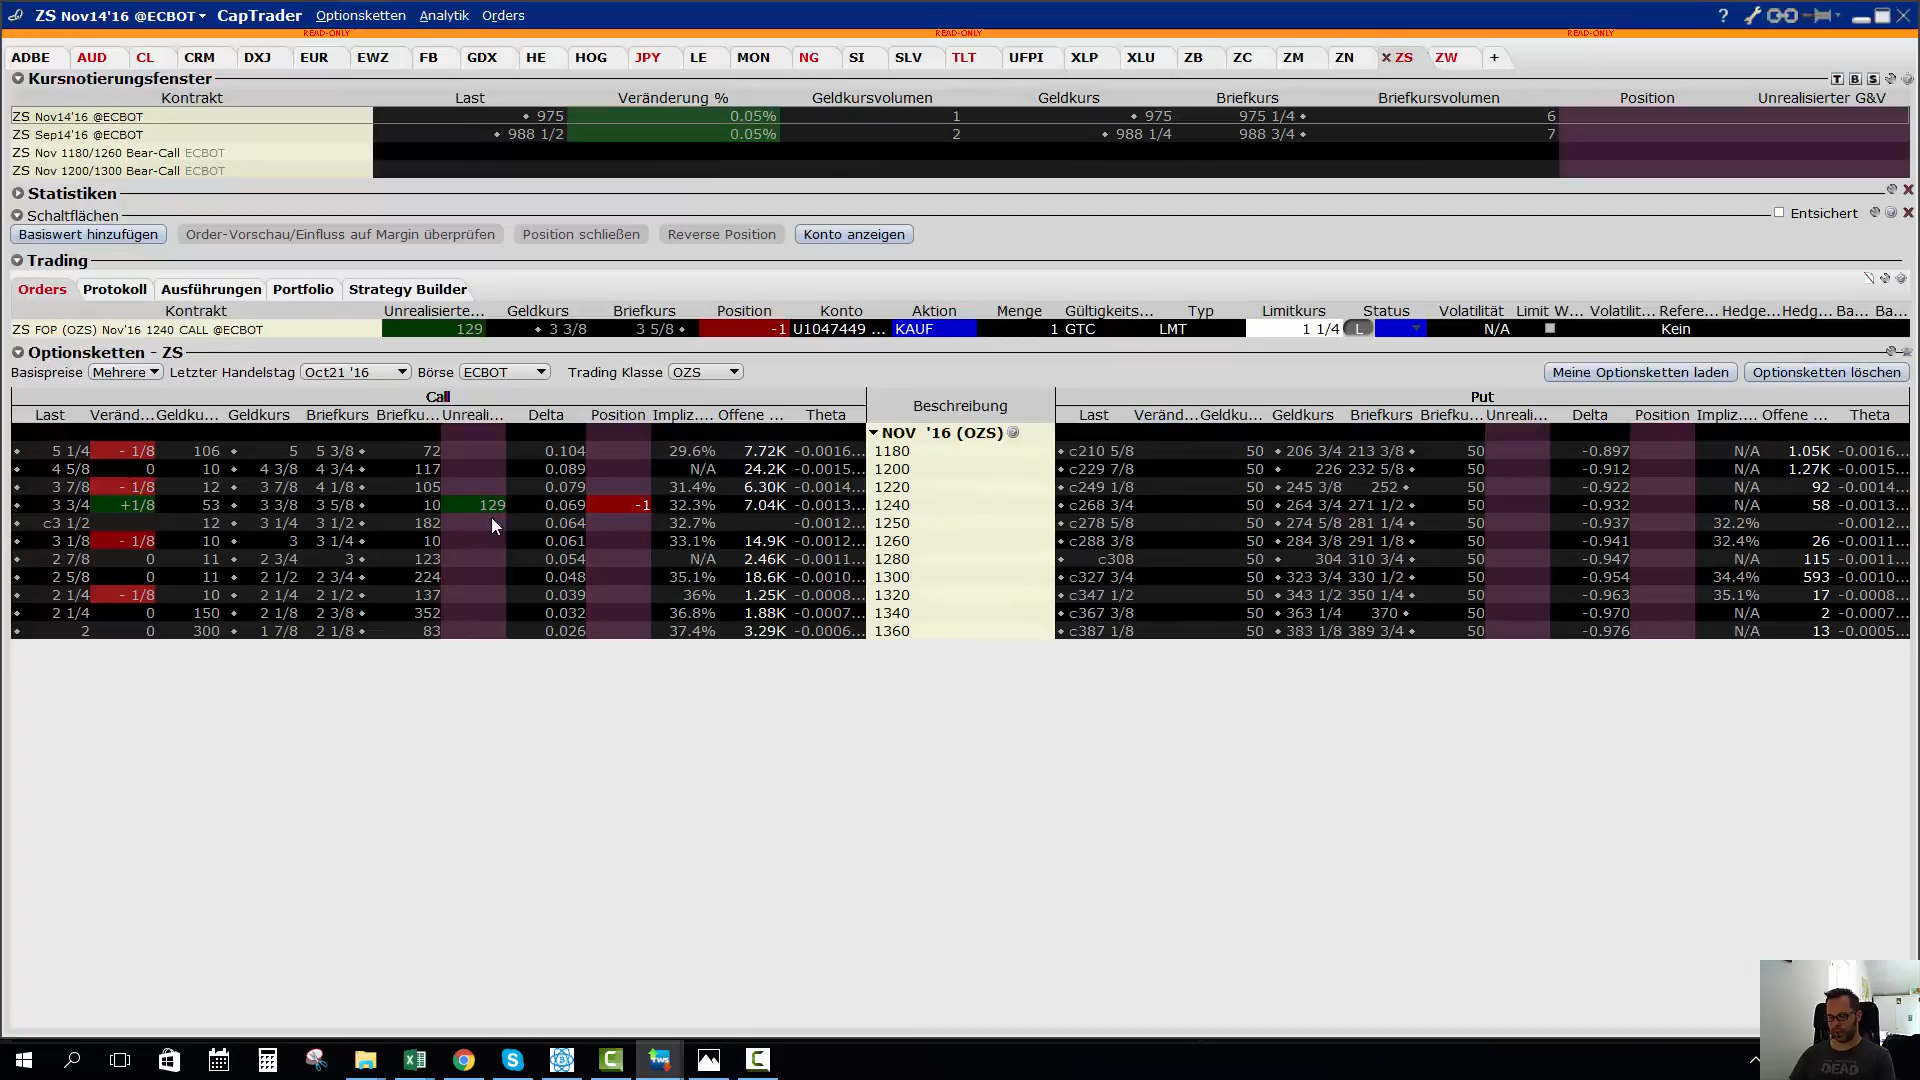 ZS Nov14'16 @ECBOT CapTrader Optionsketten Analytik Orders
READ-ONLY READ-ONLY READ-ONLY
ADBE AUD CL CRM DXJ EUR EWZ FB GDX HE HOG JPY LE MON NG SI SLV TLT UFPI XLP XLU ZB ZC ZM ZN ZS ZW +
Kursnotierungsfenster T B S
Kontrakt Last Veränderung % Geldkursvolumen Geldkurs Briefkurs Briefkursvolumen Position Unrealisierter G&V
ZS Nov14'16 @ECBOT 975 0.05% 1 975 975 1/4 6
ZS Sep14'16 @ECBOT 988 1/2 0.05% 2 988 1/4 988 3/4 7
ZS Nov 1180/1260 Bear-Call ECBOT
ZS Nov 1200/1300 Bear-Call ECBOT
Statistiken
Schaltflächen Entsichert
Basiswert hinzufügen Order-Vorschau/Einfluss auf Margin überprüfen Position schließen Reverse Position Konto anzeigen
Trading
Orders Protokoll Ausführungen Portfolio Strategy Builder
Kontrakt Unrealisierte... Geldkurs Briefkurs Position Konto Aktion Menge Gültigkeits... Typ Limitkurs Status Volatilität Limit W... Volatilit... Refere... Hedge... Hedg... Ba... Ba...
ZS FOP (OZS) Nov'16 1240 CALL @ECBOT 129 3 3/8 3 5/8 -1 U1047449 ... KAUF 1 GTC LMT 1 1/4 L N/A Kein
Optionsketten - ZS
Basispreise Mehrere Letzter Handelstag Oct21 '16 Börse ECBOT Trading Klasse OZS Meine Optionsketten laden Optionsketten löschen
Call Beschreibung Put
Last Veränd... Geldku... Geldkurs Briefkurs Briefku... Unreali... Delta Position Impliz.... Offene ... Theta Last Veränd... Geldku... Geldkurs Briefkurs Briefku... Unreali... Delta Position Impliz.... Offene ... Theta
NOV '16 (OZS)
5 1/4 - 1/8 106 5 5 3/8 72 0.104 29.6% 7.72K -0.0016... 1180 c210 5/8 50 206 3/4 213 3/8 50 -0.897 N/A 1.05K -0.0016...
4 5/8 0 10 4 3/8 4 3/8 117 0.089 N/A 24.2K -0.0015... 1200 c229 7/8 50 226 232 5/8 50 -0.912 N/A 1.27K -0.0015...
3 7/8 - 1/8 12 3 7/8 4 1/8 105 0.079 31.4% 6.30K -0.0014... 1220 c249 1/8 50 245 3/8 252 50 -0.922 N/A 92 -0.0014...
3 3/4 +1/8 53 3 3/8 3 5/8 10 129 0.069 -1 32.3% 7.04K -0.0013... 1240 c268 3/4 50 264 3/4 271 1/2 50 -0.932 N/A 58 -0.0013...
c3 1/2 12 3 1/4 3 1/2 182 0.064 32.7% -0.0012... 1250 c278 5/8 50 274 5/8 281 1/4 50 -0.937 32.2% -0.0012...
3 1/8 - 1/8 10 3 3 1/4 10 0.061 33.1% 14.9K -0.0012... 1260 c288 3/8 50 284 3/8 291 1/8 50 -0.941 32.4% 26 -0.0011...
2 7/8 0 11 2 3/4 3 123 0.054 N/A 2.46K -0.0011... 1280 c308 50 304 310 3/4 50 -0.947 N/A 115 -0.0011...
2 5/8 0 11 2 1/2 2 3/4 224 0.048 35.1% 18.6K -0.0010... 1300 c327 3/4 50 323 3/4 330 1/2 50 -0.954 34.4% 593 -0.0010...
2 1/4 - 1/8 10 2 1/4 2 1/2 137 0.039 36% 1.25K -0.0008... 1320 c347 1/2 50 343 1/2 350 1/4 50 -0.963 35.1% 17 -0.0008...
2 1/4 0 150 2 1/8 2 3/8 352 0.032 36.8% 1.88K -0.0007... 1340 c367 3/8 50 363 1/4 370 50 -0.970 N/A 2 -0.0007...
2 0 300 1 7/8 2 1/8 83 0.026 37.4% 3.29K -0.0006... 1360 c387 1/8 50 383 1/8 389 3/4 50 -0.976 N/A 13 -0.0005...
TWS
DEAD